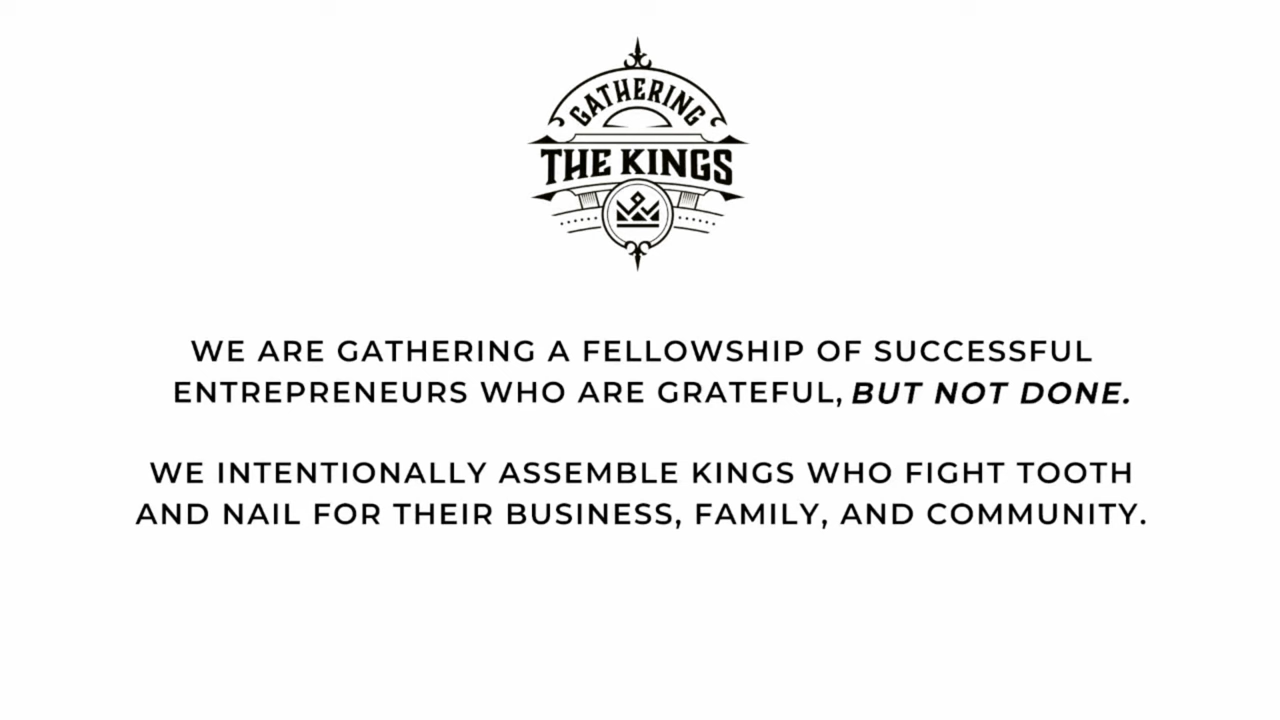 GATHERING
THE KINGS
WE ARE GATHERING A FELLOWSHIP OF SUCCESSFUL
ENTREPRENEURS WHO ARE GRATEFUL, BUT NOT DONE.
WE INTENTIONALLY ASSEMBLE KINGS WHO FIGHT TOOTH
AND NAIL FOR THEIR BUSINESS, FAMILY, AND COMMUNITY.